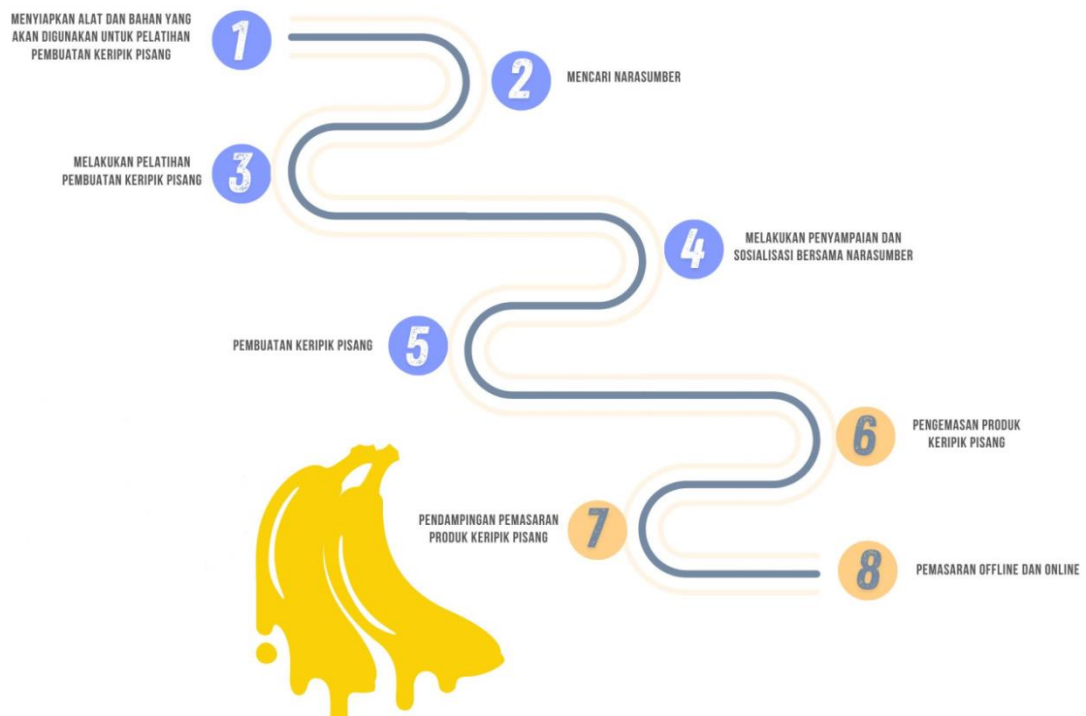 MENYIAPKAN ALAT DAN BAHAN YANG
AKAN DIGUNAKAN UNTUK PELATIHAN
PEMBUATAN KERIPIK PISANG
1
2
MENCARI NARASUMBER
MELAKUKAN PELATIHAN
PEMBUATAN KERIPIK PISANG
3
4
MELAKUKAN PENYAMPAIAN DAN
SOSIALISASI BERSAMA NARASUMBER
PEMBUATAN KERIPIK PISANG
5
6
PENGEMASAN PRODUK
KERIPIK PISANG
PENDAMPINGAN PEMASARAN
PRODUK KERIPIK PISANG
7
8
PEMASARAN OFFLINE DAN ONLINE